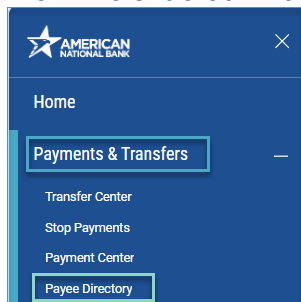 AMERICAN
NATIONAL BANK
Home
Payments & Transfers
Transfer Center
Stop Payments
Payment Center
Payee Directory